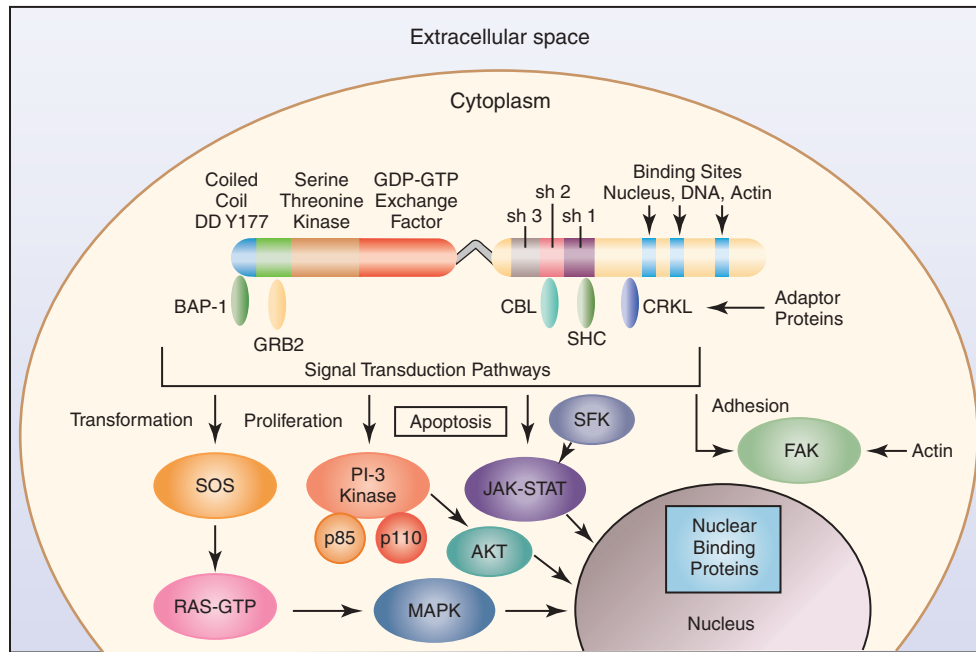 Extracellular space
Cytoplasm
Coiled
Coil
DD Y177
Serine
Threonine
Kinase
GDP-GTP
Exchange
Factor
sh 3
sh 2
sh 1
Binding Sites
Nucleus, DNA, Actin
BAP-1
GRB2
CBL
SHC
CRKL
Adaptor
Proteins
Signal Transduction Pathways
Transformation
Proliferation
Apoptosis
SFK
Adhesion
SOS
PI-3
Kinase
p85
p110
JAK-STAT
FAK
Actin
AKT
RAS-GTP
MAPK
Nuclear
Binding
Proteins
Nucleus